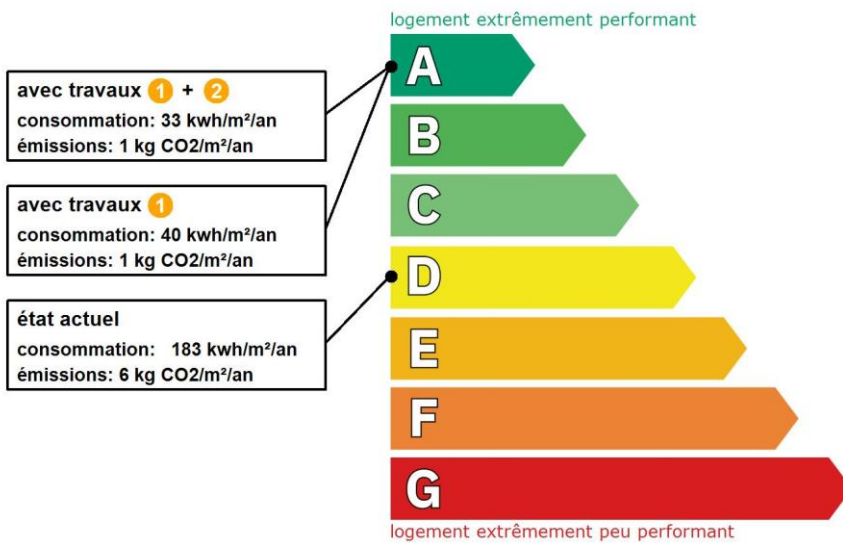 logement extrêmement performant
avec travaux 1 + 2
consommation: 33 kwh/m²/an
émissions: 1 kg CO2/m²/an
avec travaux 1
consommation: 40 kwh/m²/an
émissions: 1 kg CO2/m²/an
état actuel
consommation: 183 kwh/m²/an
émissions: 6 kg CO2/m²/an
A
B
C
D
E
F
G
logement extrêmement peu performant